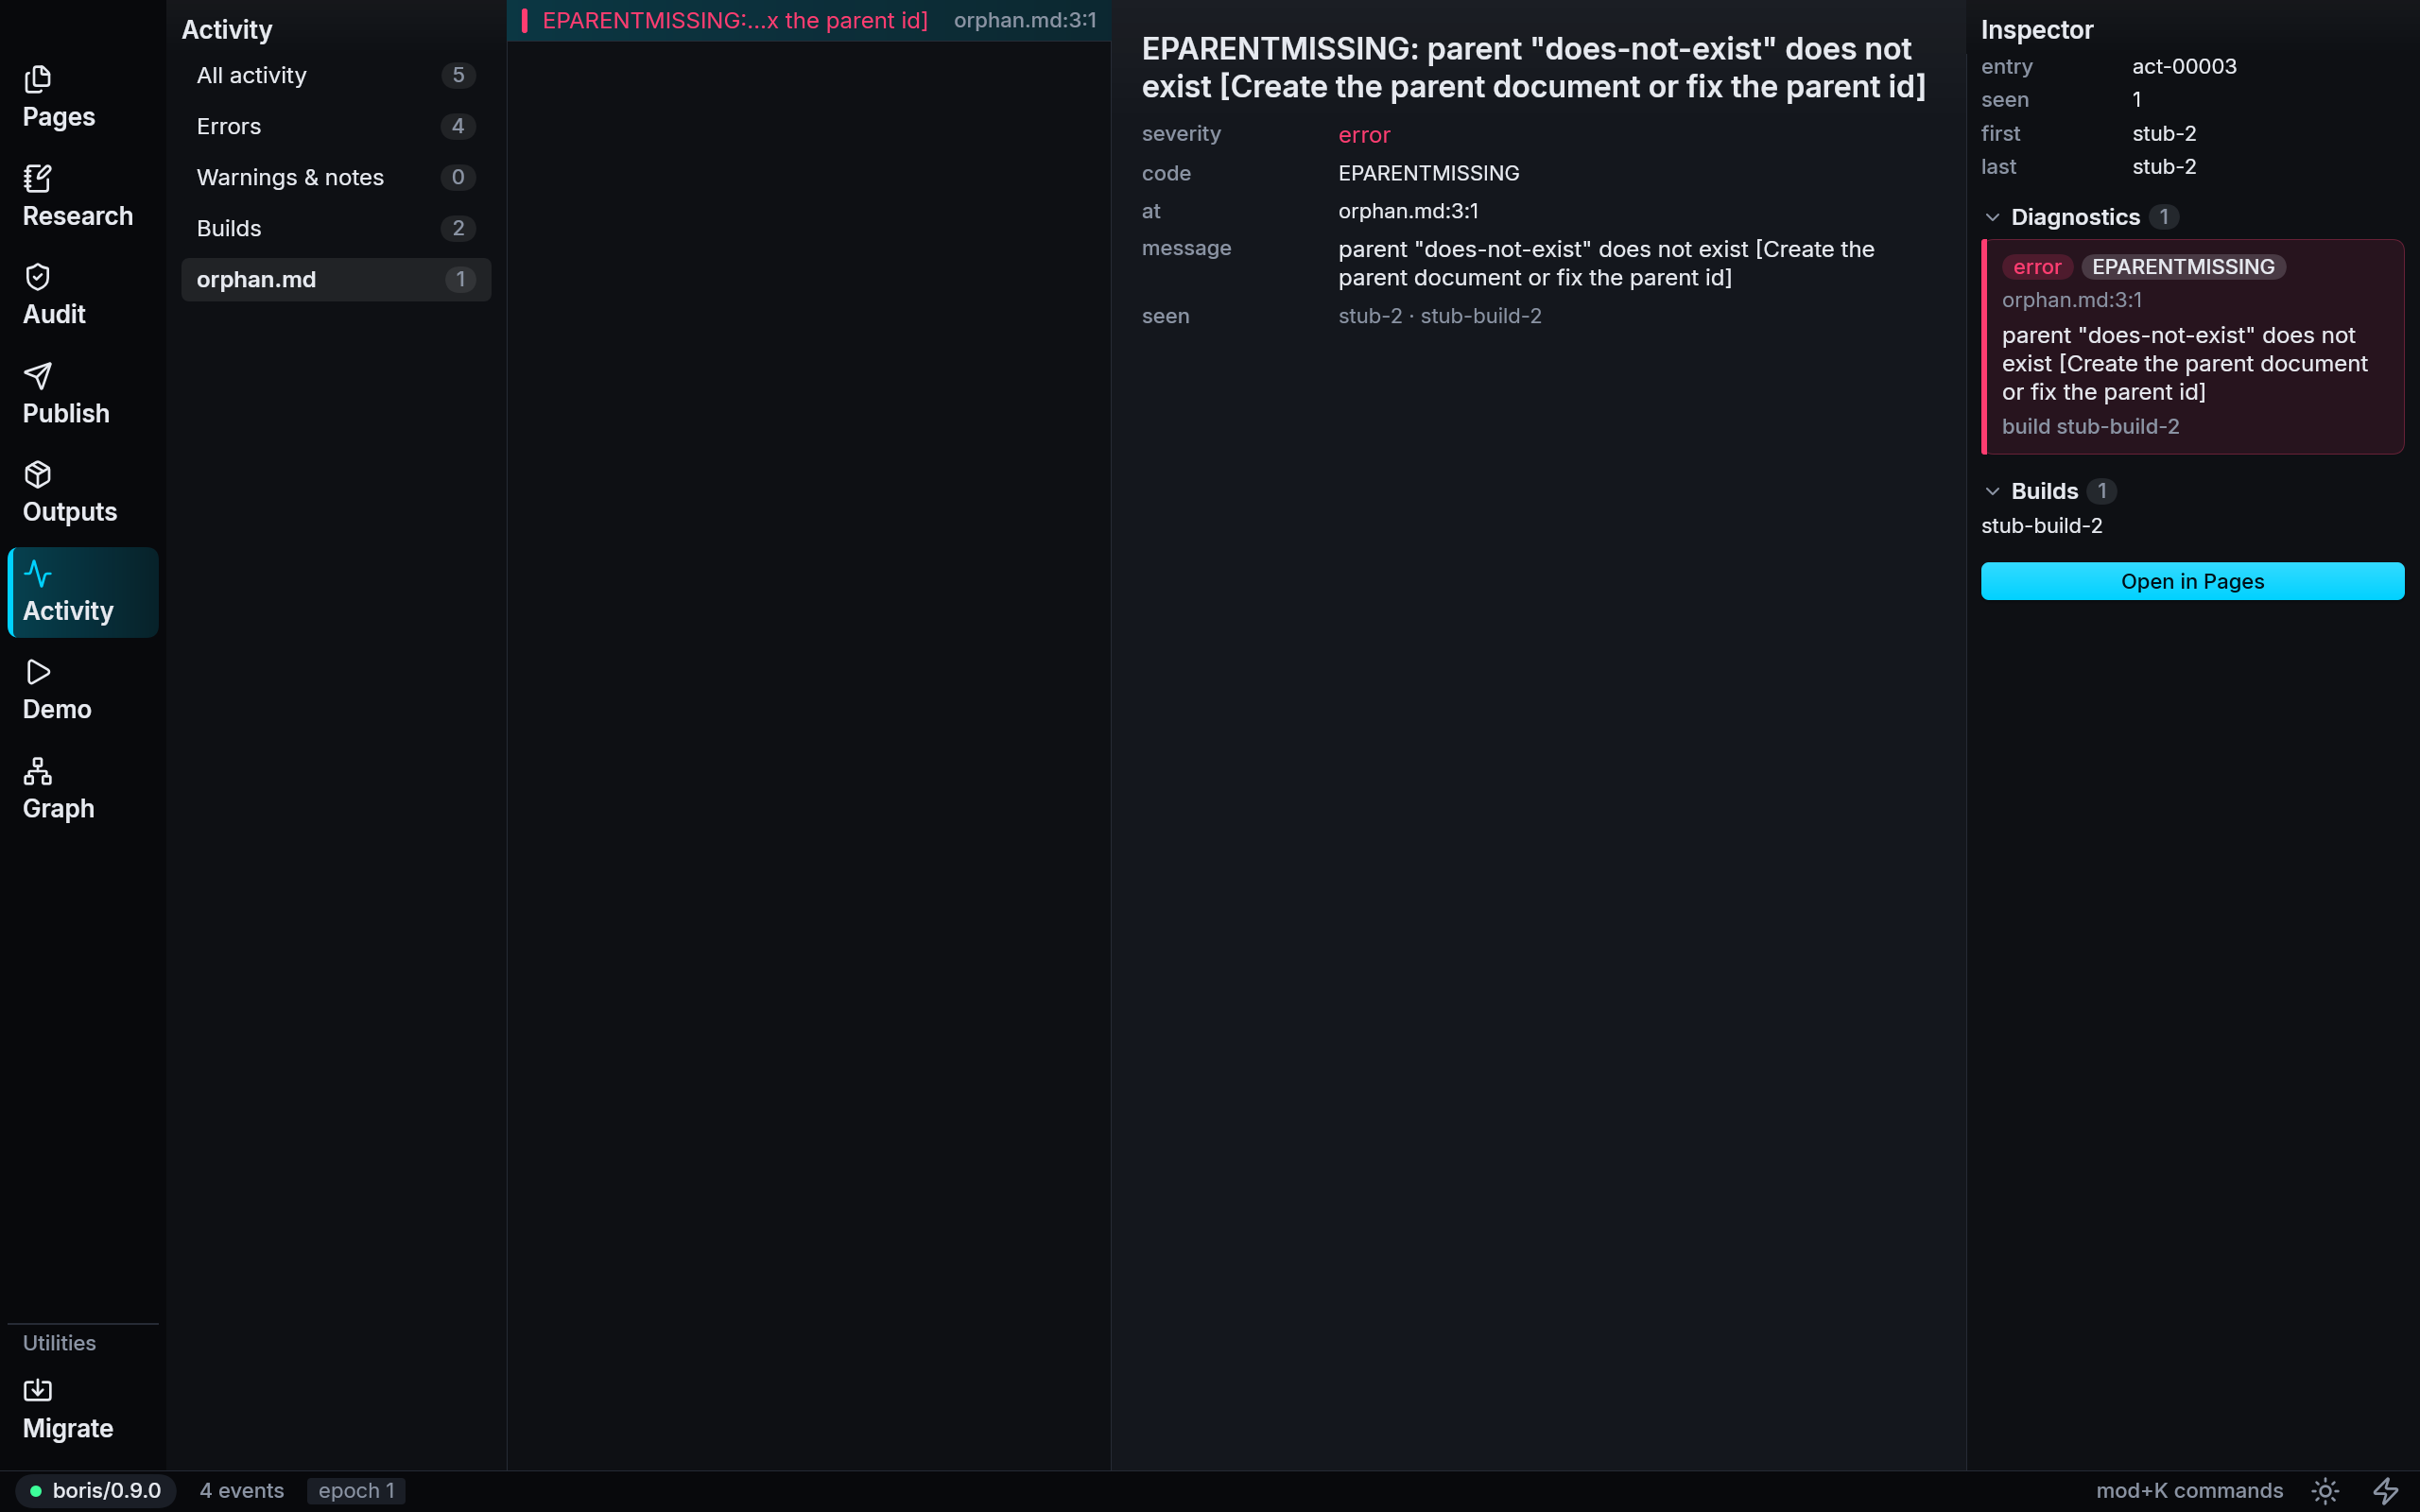 Pages
Research
Audit
Publish
Outputs
Activity
Demo
Graph
Utilities
Migrate
Activity
All activity 5
Errors 4
Warnings & notes 0
Builds 2
orphan.md 1
EPARENTMISSING:...x the parent id] orphan.md:3:1
EPARENTMISSING: parent "does-not-exist" does not
exist [Create the parent document or fix the parent id]
severity error
code EPARENTMISSING
at orphan.md:3:1
message parent "does-not-exist" does not exist [Create the
parent document or fix the parent id]
seen stub-2 · stub-build-2
Inspector
entry act-00003
seen 1
first stub-2
last stub-2
Diagnostics 1
error EPARENTMISSING
orphan.md:3:1
parent "does-not-exist" does not
exist [Create the parent document
or fix the parent id]
build stub-build-2
Builds 1
stub-build-2
Open in Pages
boris/0.9.0 4 events epoch 1
mod+K commands